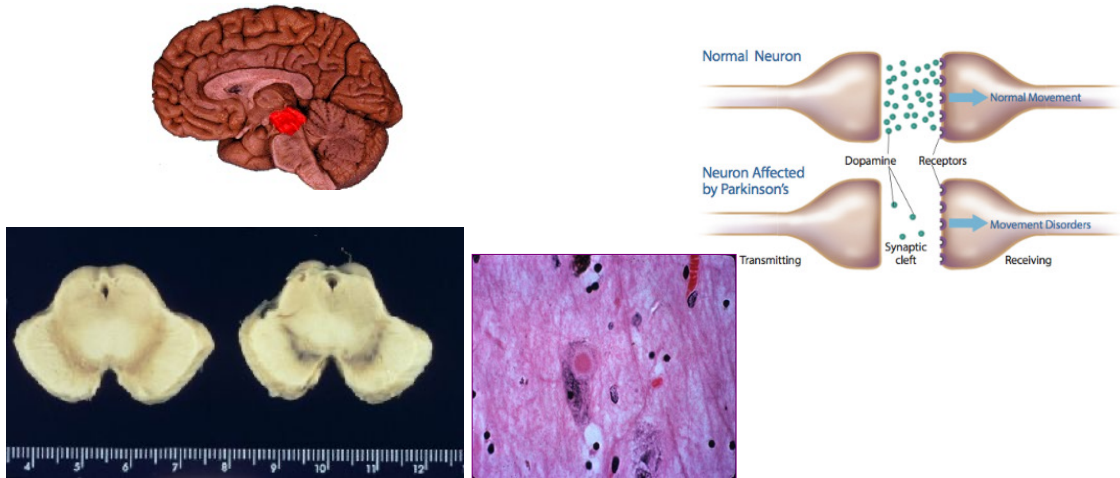 Normal Neuron
Normal Movement
Dopamine
Receptors
Neuron Affected
by Parkinson's
Movement Disorders
Synaptic
cleft
Transmitting
Receiving
4 5 6 7 8 9 10 11 12